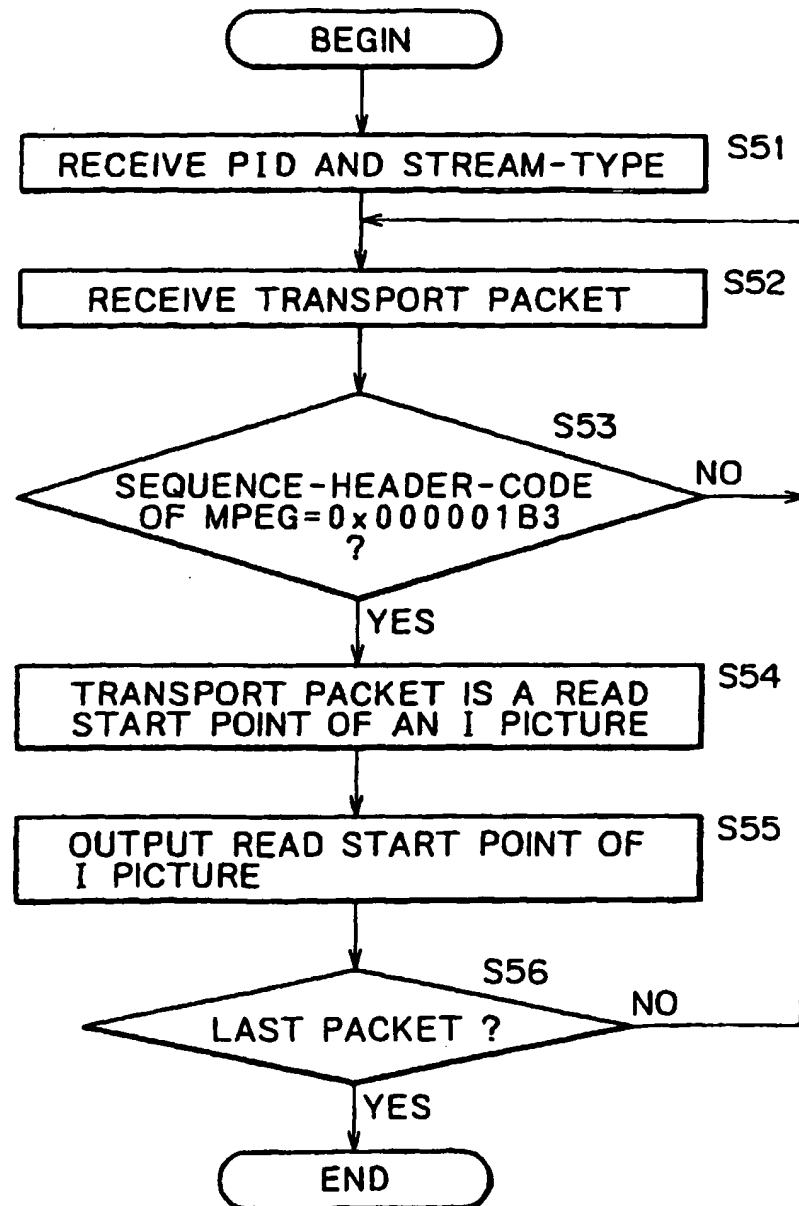 BEGIN
RECEIVE PID AND STREAM-TYPE
S51
RECEIVE TRANSPORT PACKET
S52
S53
SEQUENCE-HEADER-CODE
OF MPEG=0x000001B3
?
NO
YES
TRANSPORT PACKET IS A READ
START POINT OF AN I PICTURE
S54
OUTPUT READ START POINT OF
I PICTURE
S55
S56
LAST PACKET ?
NO
YES
END